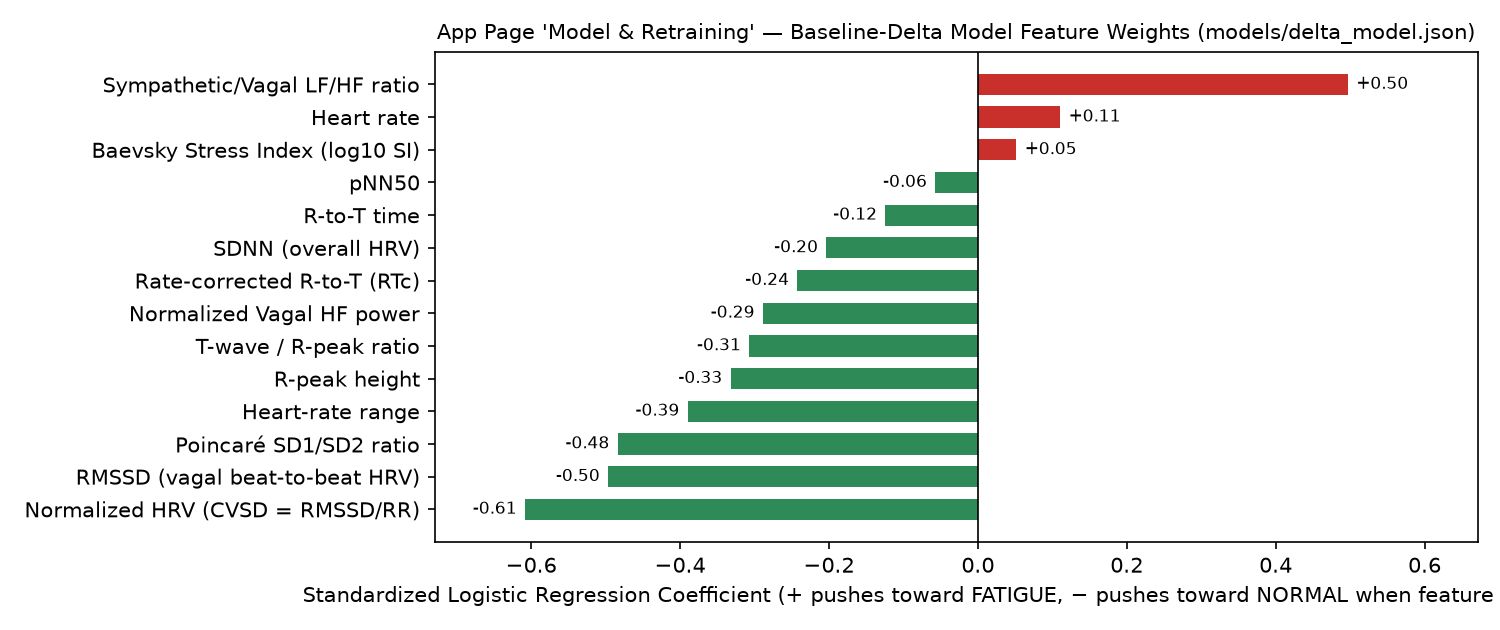 App Page 'Model & Retraining' — Baseline-Delta Model Feature Weights (models/delta_model.json)
Sympathetic/Vagal LF/HF ratio +0.50
Heart rate +0.11
Baevsky Stress Index (log10 SI) +0.05
pNN50 -0.06
R-to-T time -0.12
SDNN (overall HRV) -0.20
Rate-corrected R-to-T (RTc) -0.24
Normalized Vagal HF power -0.29
T-wave / R-peak ratio -0.31
R-peak height -0.33
Heart-rate range -0.39
Poincaré SD1/SD2 ratio -0.48
RMSSD (vagal beat-to-beat HRV) -0.50
Normalized HRV (CVSD = RMSSD/RR) -0.61
−0.6 −0.4 −0.2 0.0 0.2 0.4 0.6
Standardized Logistic Regression Coefficient (+ pushes toward FATIGUE, − pushes toward NORMAL when feature